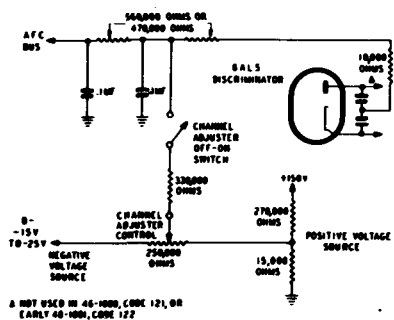 560,000 OHMS OR
470,000 OHMS
AFC
BUS
.1MF
.1MF
6AL5
DISCRIMINATOR
10,000
OHMS
Δ
CHANNEL
ADJUSTER
OFF-ON
SWITCH
330,000
OHMS
+150V
CHANNEL
ADJUSTER
CONTROL
270,000
OHMS
POSITIVE VOLTAGE
SOURCE
-15V
TO-25V
NEGATIVE
VOLTAGE
SOURCE
250,000
OHMS
15,000
OHMS
Δ NOT USED IN 48-1000, CODE 121, OR
EARLY 48-1001, CODE 122